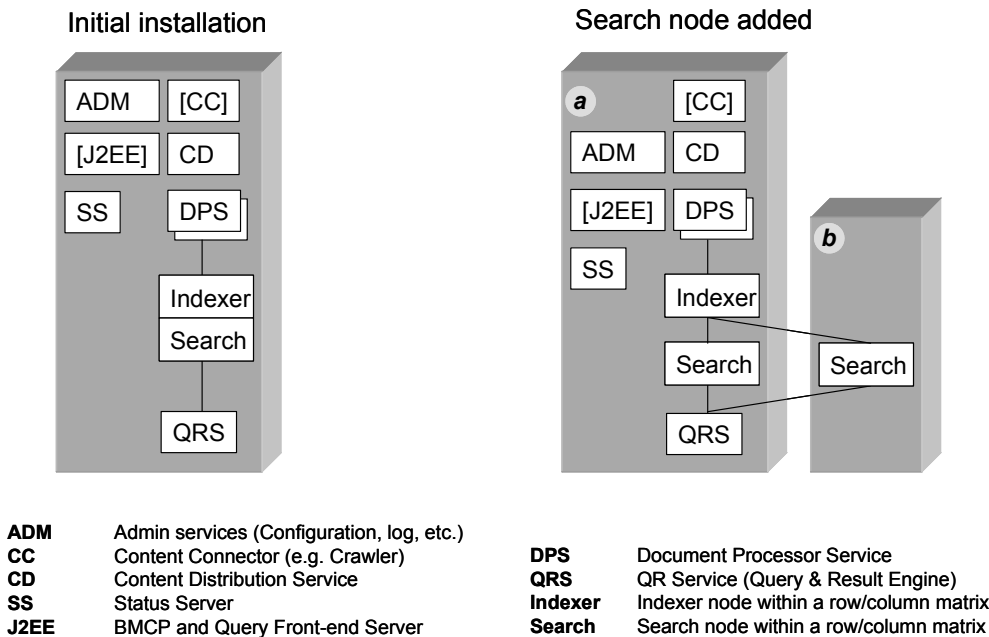 Initial installation
ADM [CC]
[J2EE] CD
SS DPS
Indexer
Search
QRS
Search node added
a [CC]
ADM CD
[J2EE] DPS
b
SS
Indexer
Search Search
QRS
ADM Admin services (Configuration, log, etc.)
CC Content Connector (e.g. Crawler)
CD Content Distribution Service
SS Status Server
J2EE BMCP and Query Front-end Server
DPS Document Processor Service
QRS QR Service (Query & Result Engine)
Indexer Indexer node within a row/column matrix
Search Search node within a row/column matrix